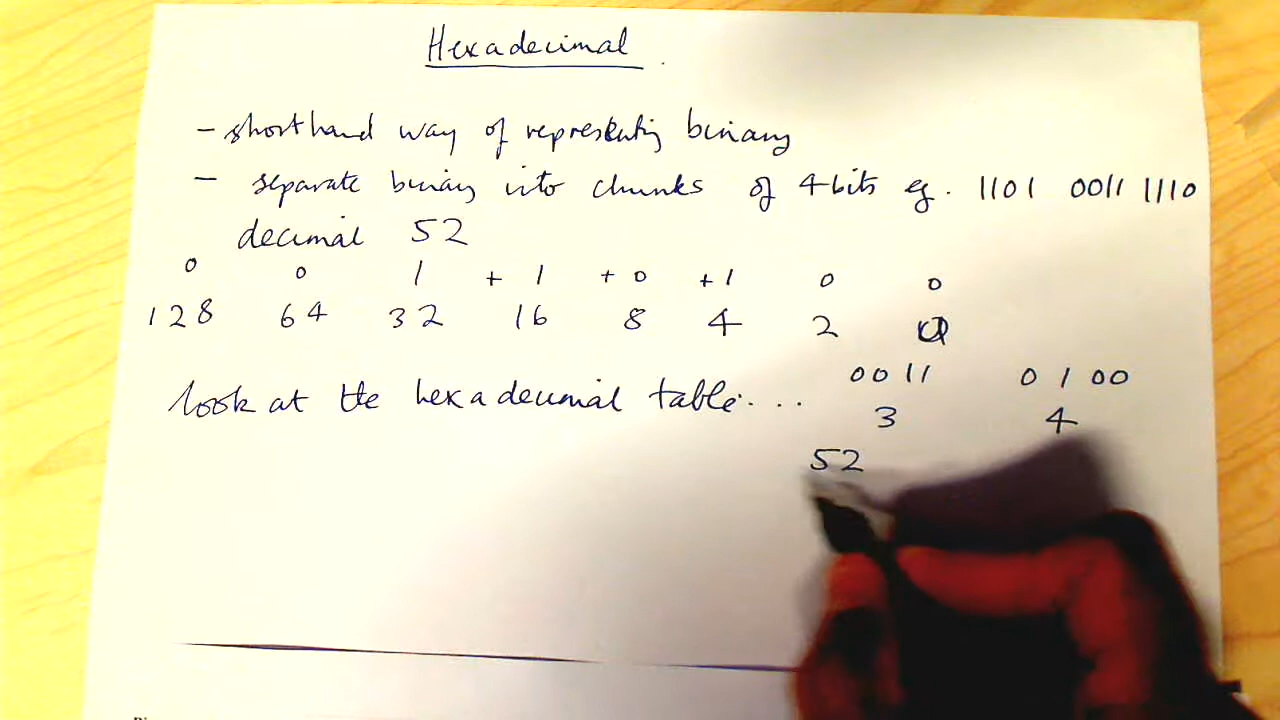 Hexadecimal
- shorthand way of representing binary
- separate binary into chunks of 4 bits eg. 1101 0011 1110
decimal 52
0 0 1 + 1 + 0 + 1 0 0
128 64 32 16 8 4 2
0011 0100
look at the hexadecimal table...
3 4
52